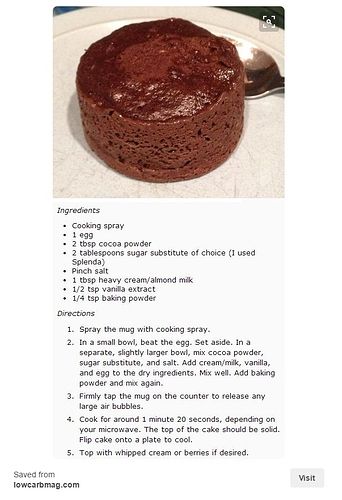 Ingredients
• Cooking spray
• 1 egg
• 2 tbsp cocoa powder
• 2 tablespoons sugar substitute of choice (I used
Splenda)
• Pinch salt
• 1 tbsp heavy cream/almond milk
• 1/2 tsp vanilla extract
• 1/4 tsp baking powder
Directions
1. Spray the mug with cooking spray.
2. In a small bowl, beat the egg. Set aside. In a
separate, slightly larger bowl, mix cocoa powder,
sugar substitute, and salt. Add cream/milk, vanilla,
and egg to the dry ingredients. Mix well. Add baking
powder and mix again.
3. Firmly tap the mug on the counter to release any
large air bubbles.
4. Cook for around 1 minute 20 seconds, depending on
your microwave. The top of the cake should be solid.
Flip cake onto a plate to cool.
5. Top with whipped cream or berries if desired.
Saved from
lowcarbmag.com
Visit